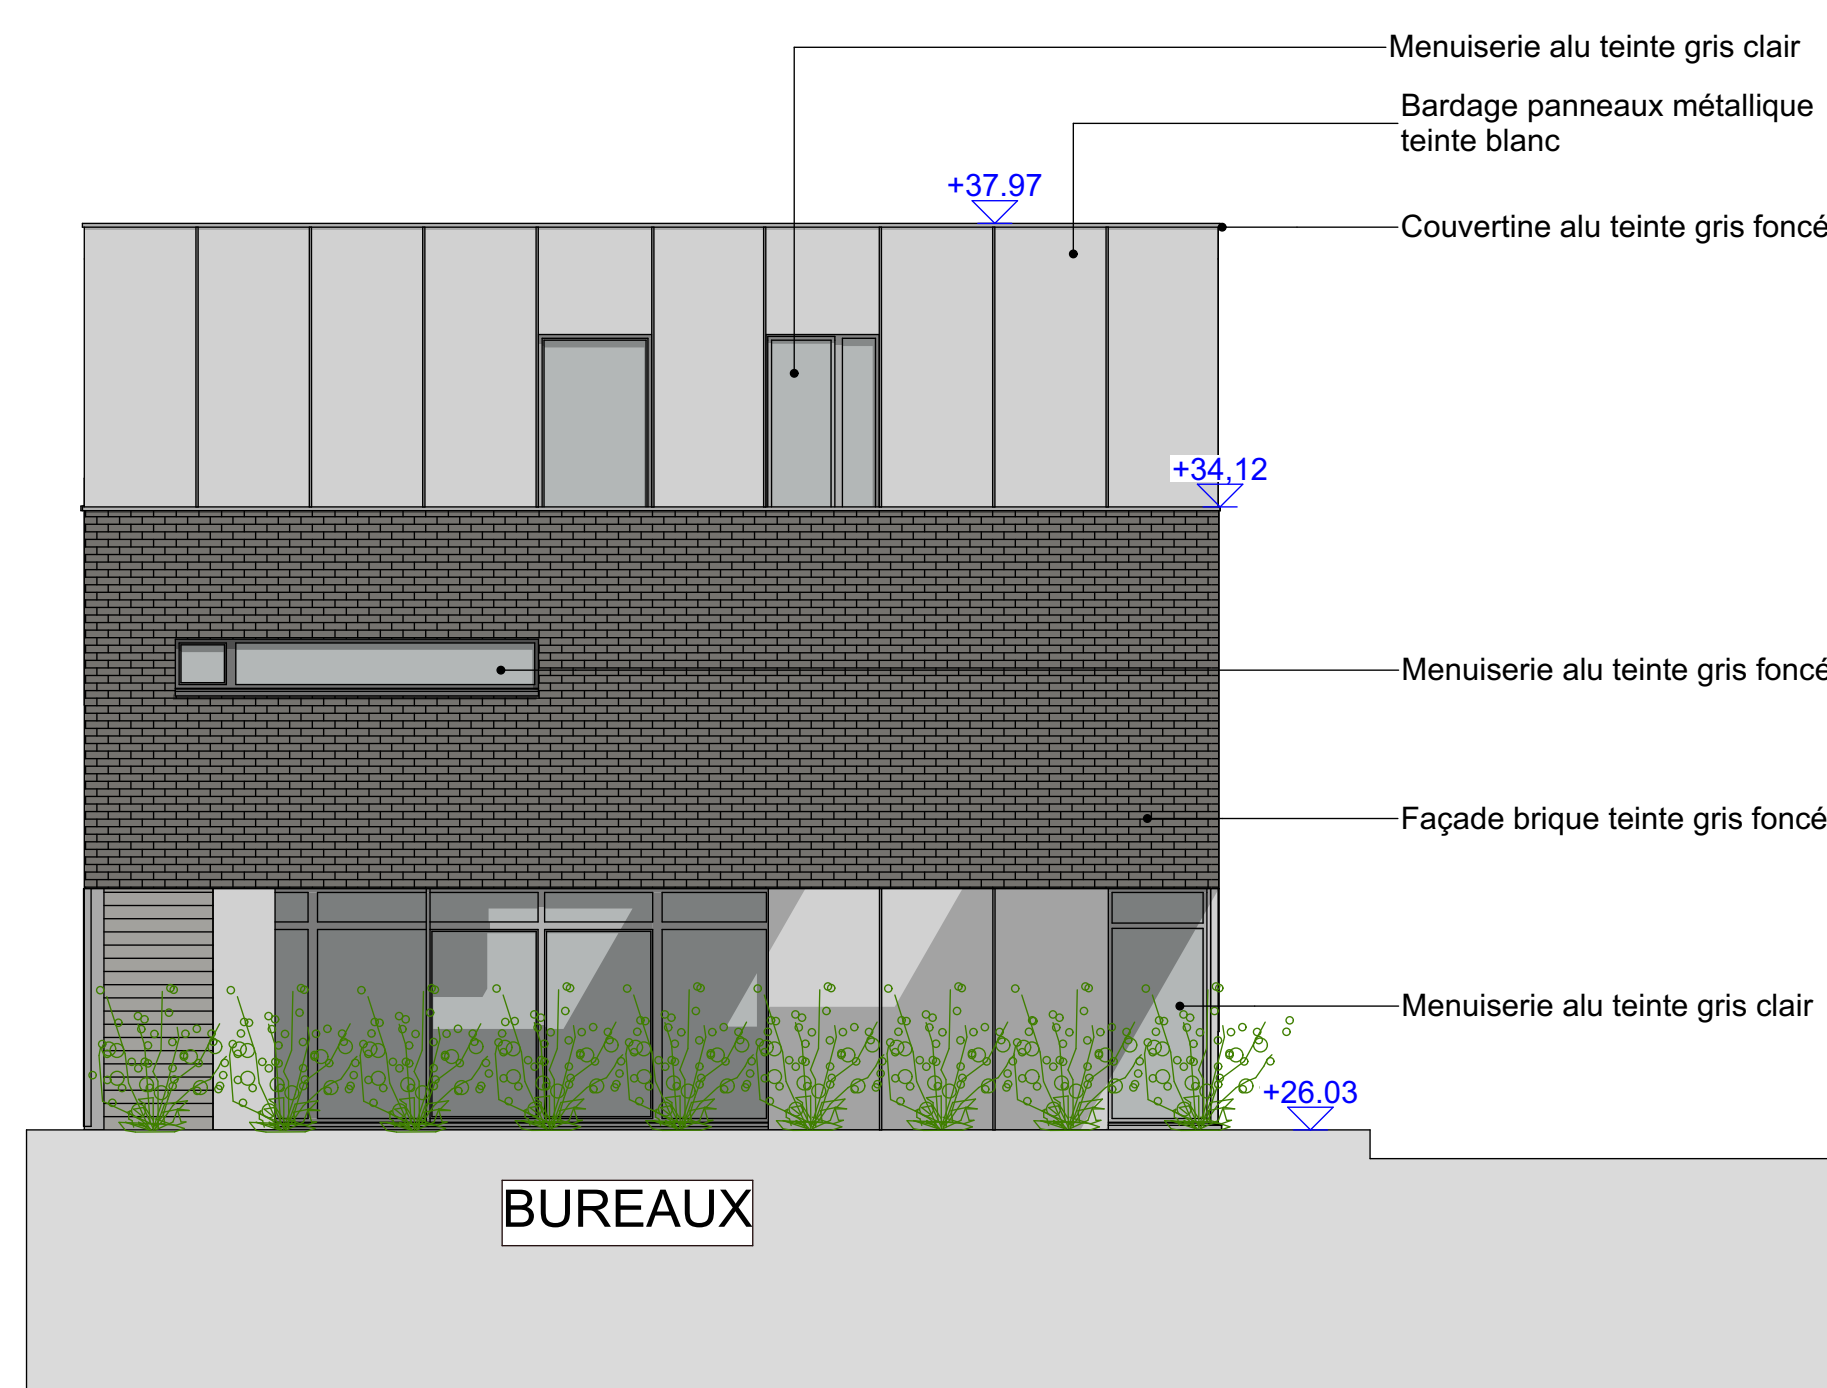 Menuiserie alu teinte gris clair
Bardage panneaux métallique
teinte blanc
+37.97
Couvertine alu teinte gris foncé
+34,12
Menuiserie alu teinte gris foncé
Façade brique teinte gris foncé
Menuiserie alu teinte gris clair
+26.03
BUREAUX